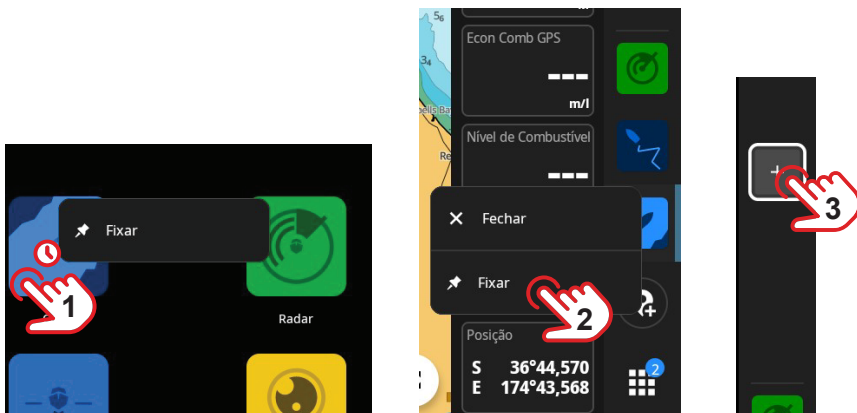 Fixar
1
Radar
5₆
3₄
m
Econ Comb GPS
---
m/l
Nível de Combustível
---
Fechar
Fixar
2
Posição
S 36°44,570
E 174°43,568
2
+
3